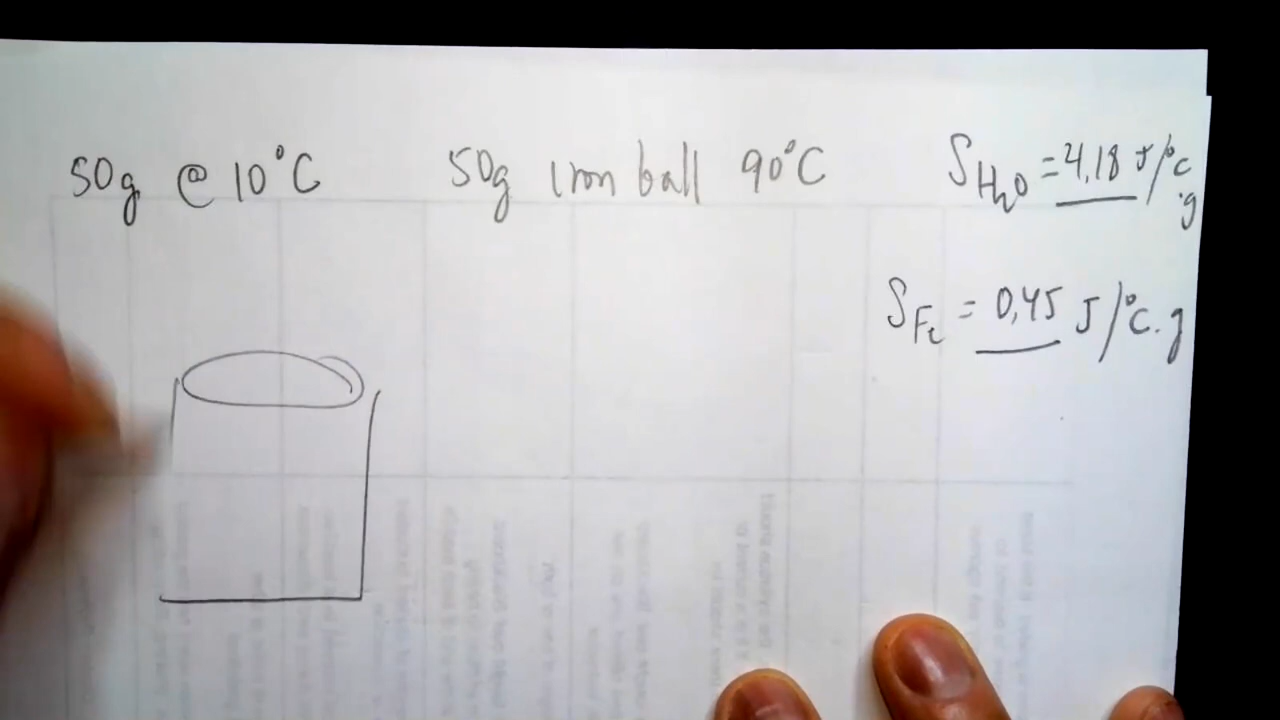 50g @ 10°C 50g iron ball 90°C S H₂O = 4,18 J/°C.g
S Fe = 0,45 J/°C.g